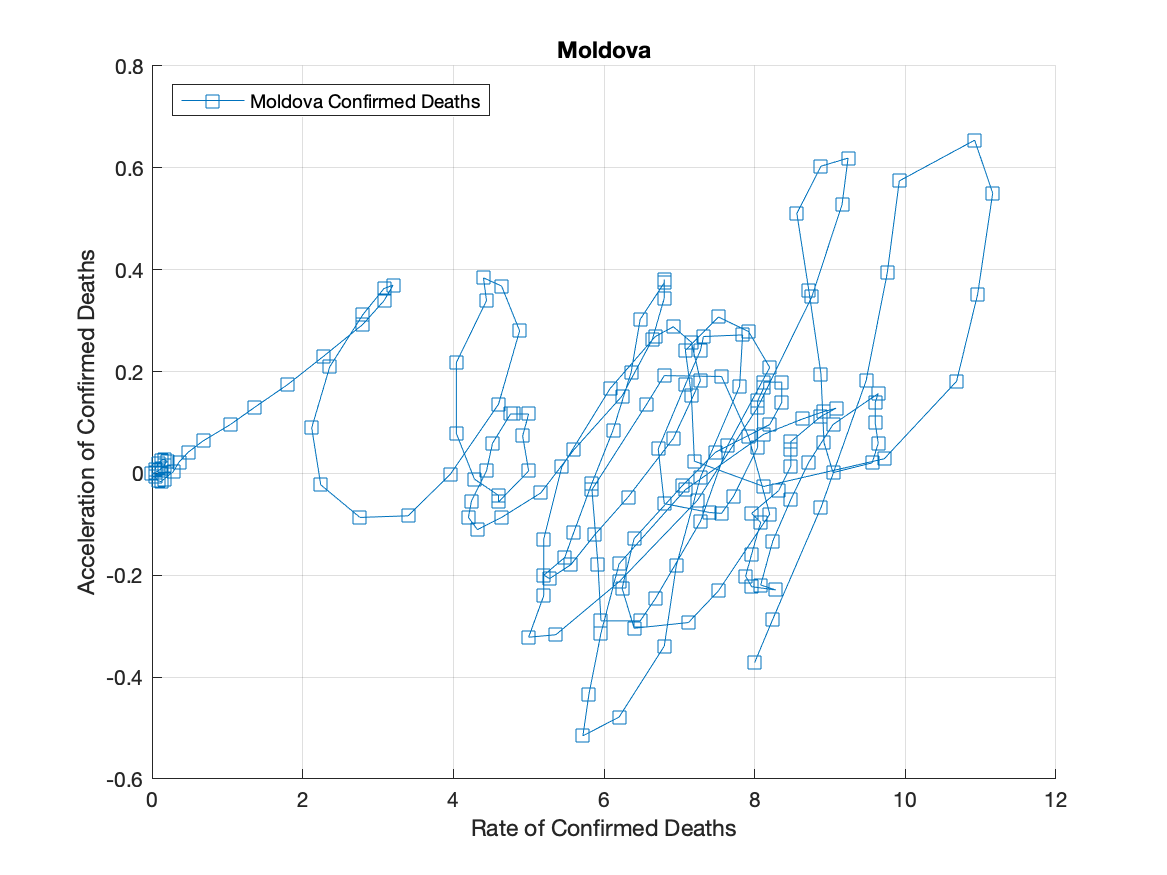 Moldova
0.8
Moldova Confirmed Deaths
0.6
0.4
0.2
0
-0.2
-0.4
-0.6
Acceleration of Confirmed Deaths
0 2 4 6 8 10 12
Rate of Confirmed Deaths